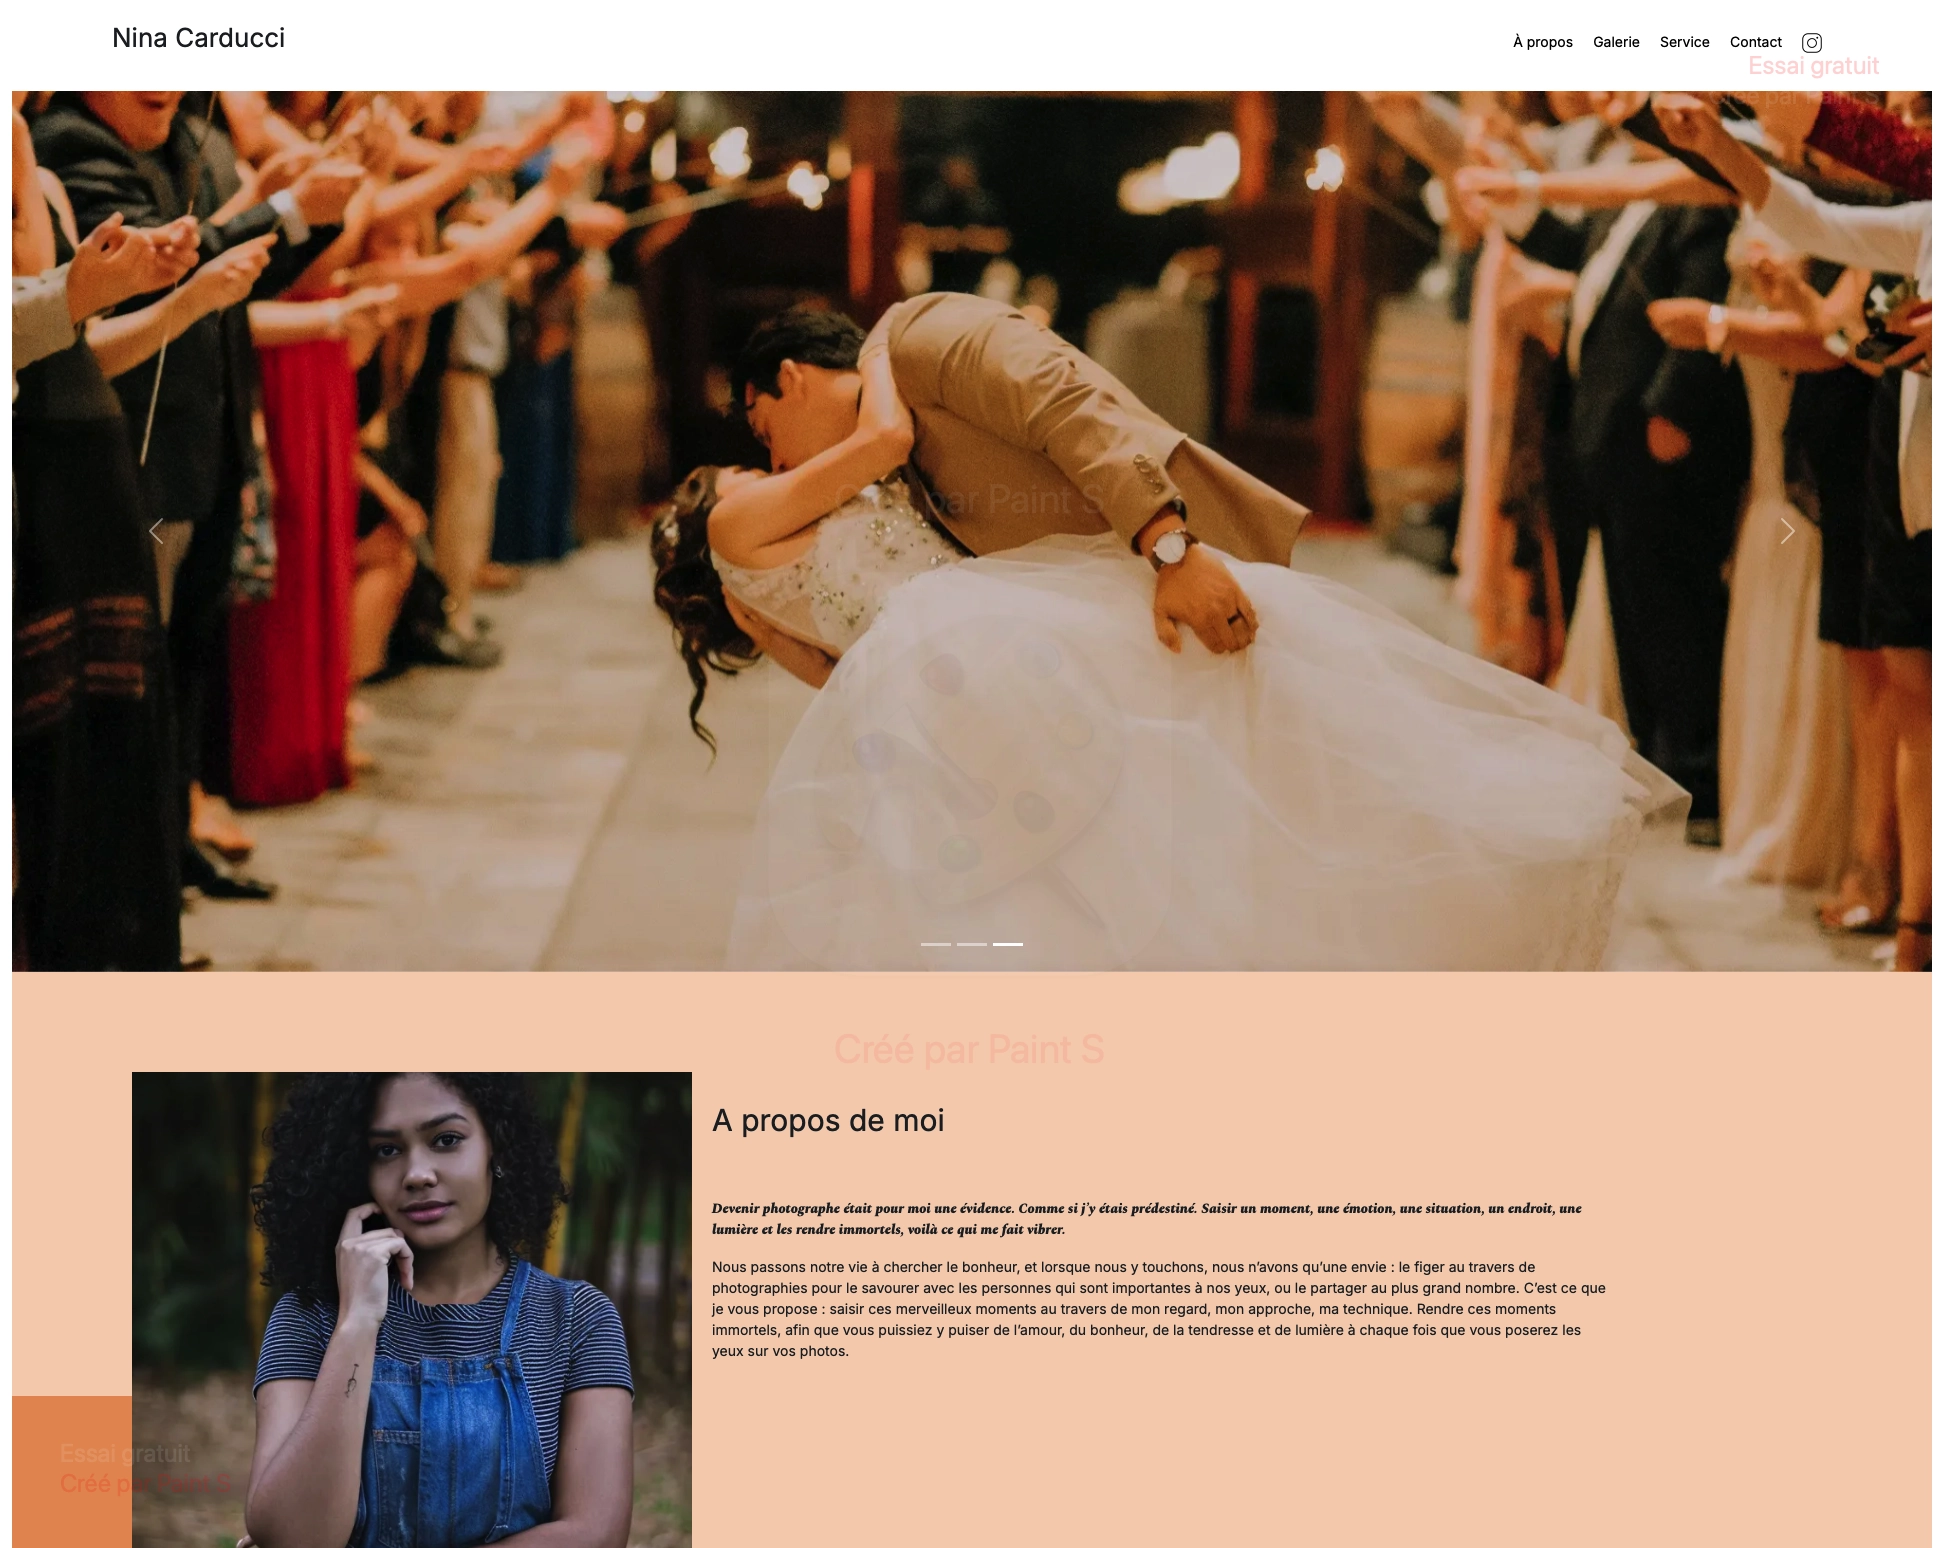 Nina Carducci
À propos Galerie Service Contact
Essai gratuit
Créé par Paint S
Créé par Paint S
Créé par Paint S
A propos de moi
Devenir photographe était pour moi une évidence. Comme si j'y étais prédestiné. Saisir un moment, une émotion, une situation, un endroit, une
lumière et les rendre immortels, voilà ce qui me fait vibrer.
Nous passons notre vie à chercher le bonheur, et lorsque nous y touchons, nous n’avons qu’une envie : le figer au travers de
photographies pour le savourer avec les personnes qui sont importantes à nos yeux, ou le partager au plus grand nombre. C’est ce que
je vous propose : saisir ces merveilleux moments au travers de mon regard, mon approche, ma technique. Rendre ces moments
immortels, afin que vous puissiez y puiser de l’amour, du bonheur, de la tendresse et de lumière à chaque fois que vous poserez les
yeux sur vos photos.
Essai gratuit
Créé par Paint S